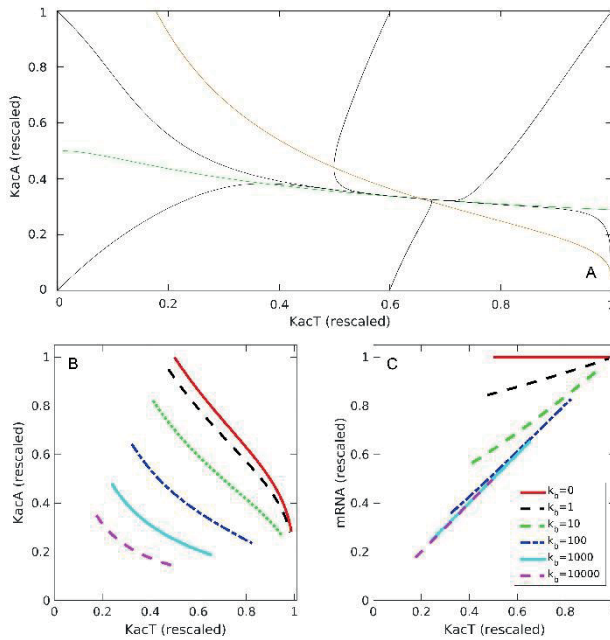 1
0.8
0.6
0.4
0.2
0
KacA (rescaled)
A
0 0.2 0.4 0.6 0.8 1
KacT (rescaled)
B
1
0.8
0.6
0.4
0.2
0
KacA (rescaled)
0 0.2 0.4 0.6 0.8 1
KacT (rescaled)
C
1
0.8
0.6
0.4
0.2
0
mRNA (rescaled)
k_b=0
k_b=1
k_b=10
k_b=100
k_b=1000
k_b=10000
0 0.2 0.4 0.6 0.8 1
KacT (rescaled)